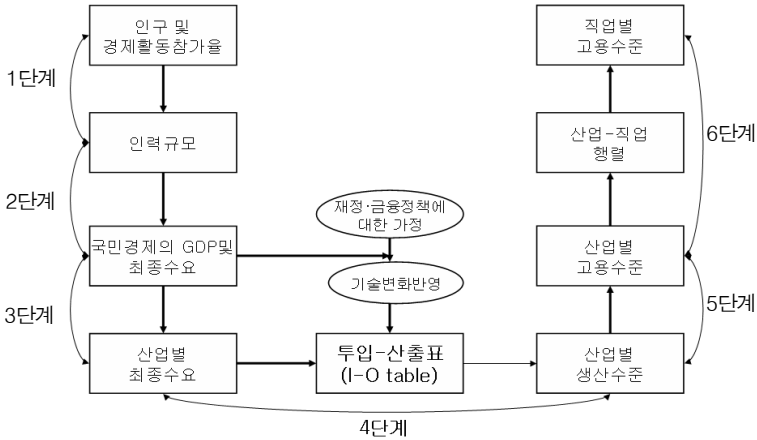 인구 및
경제활동참가율
1단계
인력규모
2단계
국민경제의 GDP및
최종수요
3단계
산업별
최종수요
재정·금융정책에
대한 가정
기술변화반영
투입-산출표
(I-O table)
4단계
산업별
생산수준
5단계
산업별
고용수준
산업-직업
행렬
6단계
직업별
고용수준